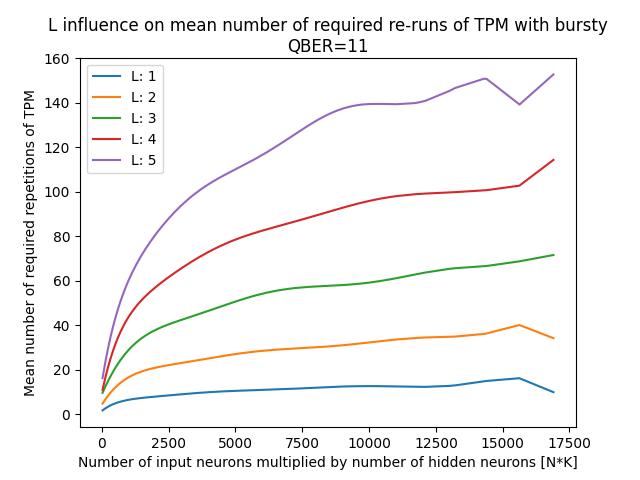 L influence on mean number of required re-runs of TPM with bursty
QBER=11
Mean number of required repetitions of TPM
160
140
120
100
80
60
40
20
0
L: 1
L: 2
L: 3
L: 4
L: 5
0 2500 5000 7500 10000 12500 15000 17500
Number of input neurons multiplied by number of hidden neurons [N*K]